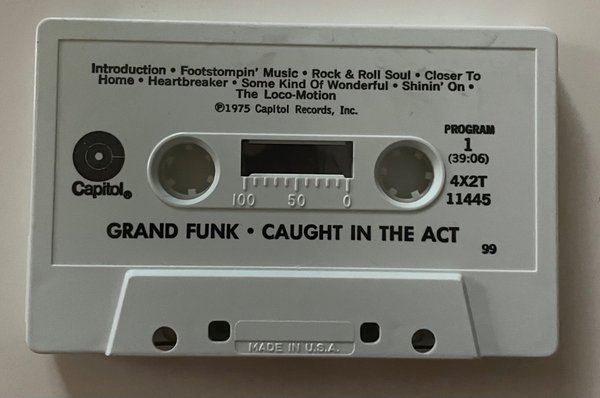 Introduction • Footstompin' Music • Rock & Roll Soul • Closer To
Home • Heartbreaker • Some Kind Of Wonderful • Shinin' On •
The Loco-Motion
℗1975 Capitol Records, Inc.
Capitol®
PROGRAM
1
(39:06)
4X2T
11445
100 50 0
GRAND FUNK • CAUGHT IN THE ACT
99
MADE IN U.S.A.